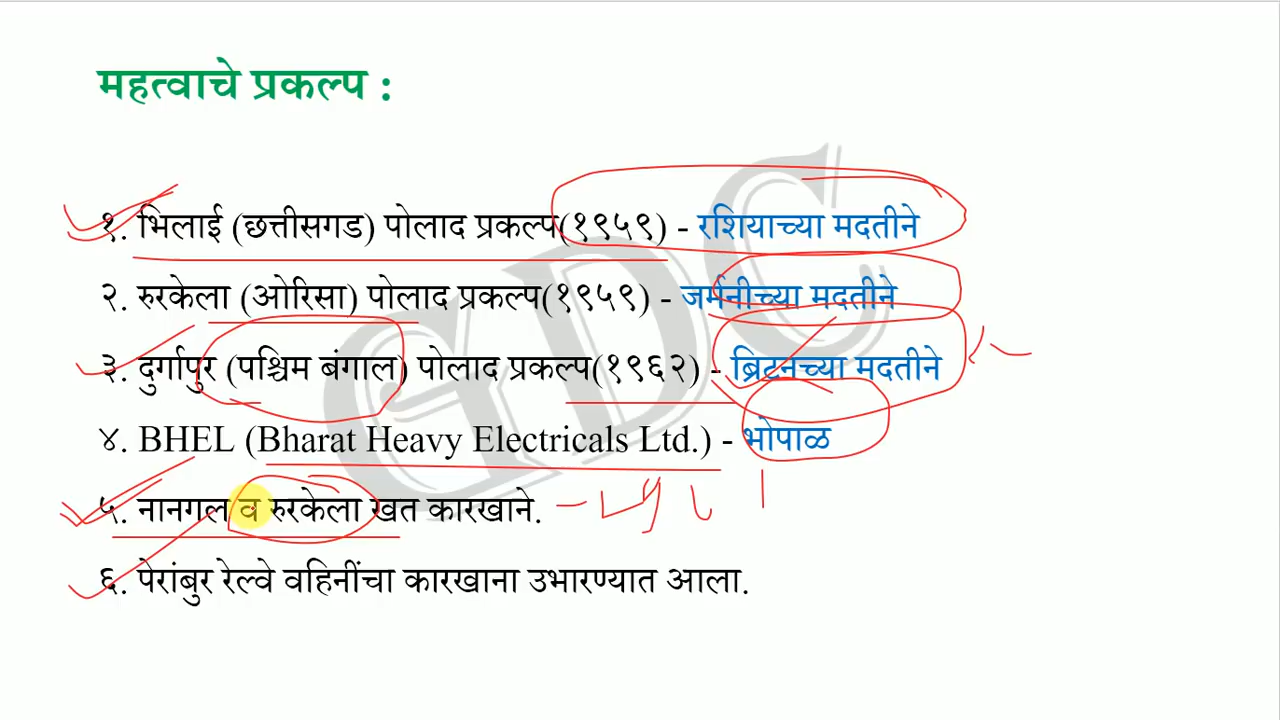 महत्वाचे प्रकल्प :
१. भिलाई (छत्तीसगड) पोलाद प्रकल्प(१९५९) - रशियाच्या मदतीने
२. रुरकेला (ओरिसा) पोलाद प्रकल्प(१९५९) - जर्मनीच्या मदतीने
३. दुर्गापुर (पश्चिम बंगाल) पोलाद प्रकल्प(१९६२) - ब्रिटनच्या मदतीने
४. BHEL (Bharat Heavy Electricals Ltd.) - भोपाळ
५. नानगल व रुरकेला खत कारखाने.
६. पेरांबुर रेल्वे वहिनींचा कारखाना उभारण्यात आला.
GDC